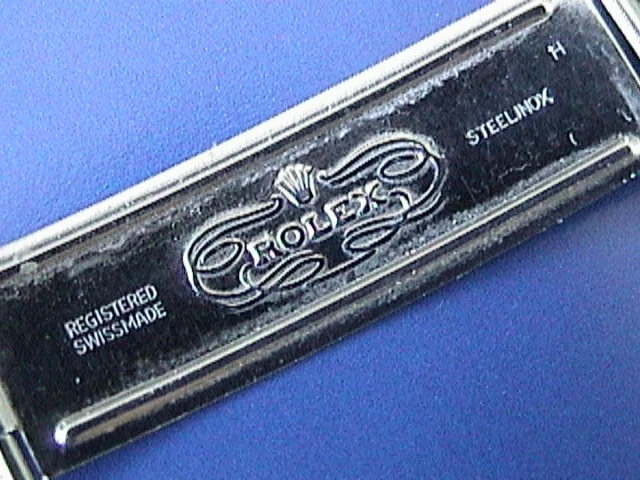 H
STEELINOX
ROLEX
REGISTERED
SWISSMADE